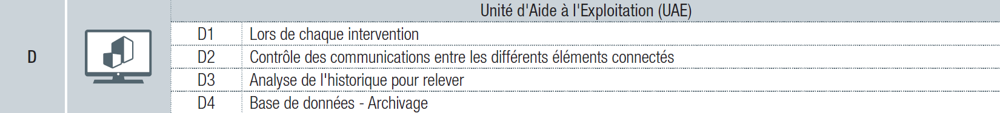 Unité d'Aide à l'Exploitation (UAE)
D
D1 Lors de chaque intervention
D2 Contrôle des communications entre les différents éléments connectés
D3 Analyse de l'historique pour relever
D4 Base de données - Archivage